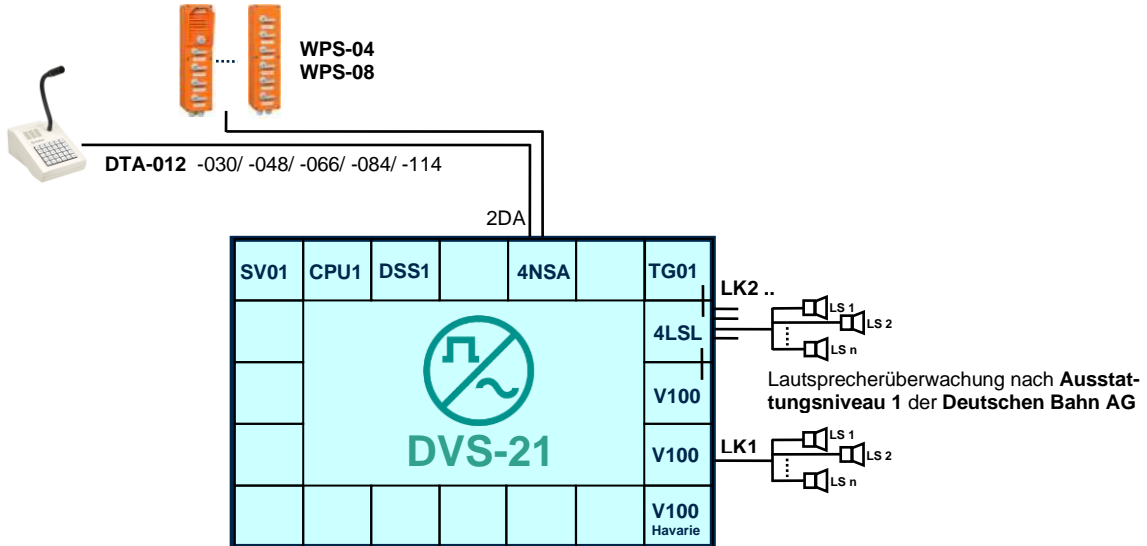 WPS-04
WPS-08
DTA-012 -030/ -048/ -066/ -084/ -114
2DA
SV01 CPU1 DSS1 4NSA TG01
LK2 ..
LS 1
LS 2
LS n
4LSL
Lautsprecherüberwachung nach Ausstat-
tungsniveau 1 der Deutschen Bahn AG
V100
DVS-21
V100
LK1
LS 1
LS 2
LS n
V100
Havarie